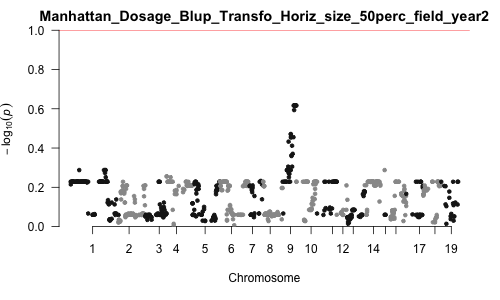 Manhattan_Dosage_Blup_Transfo_Horiz_size_50perc_field_year2
1.0
0.8
0.6
0.4
0.2
0.0
− log10(p)
1 2 3 4 5 6 7 8 9 10 12 14 17 19
Chromosome